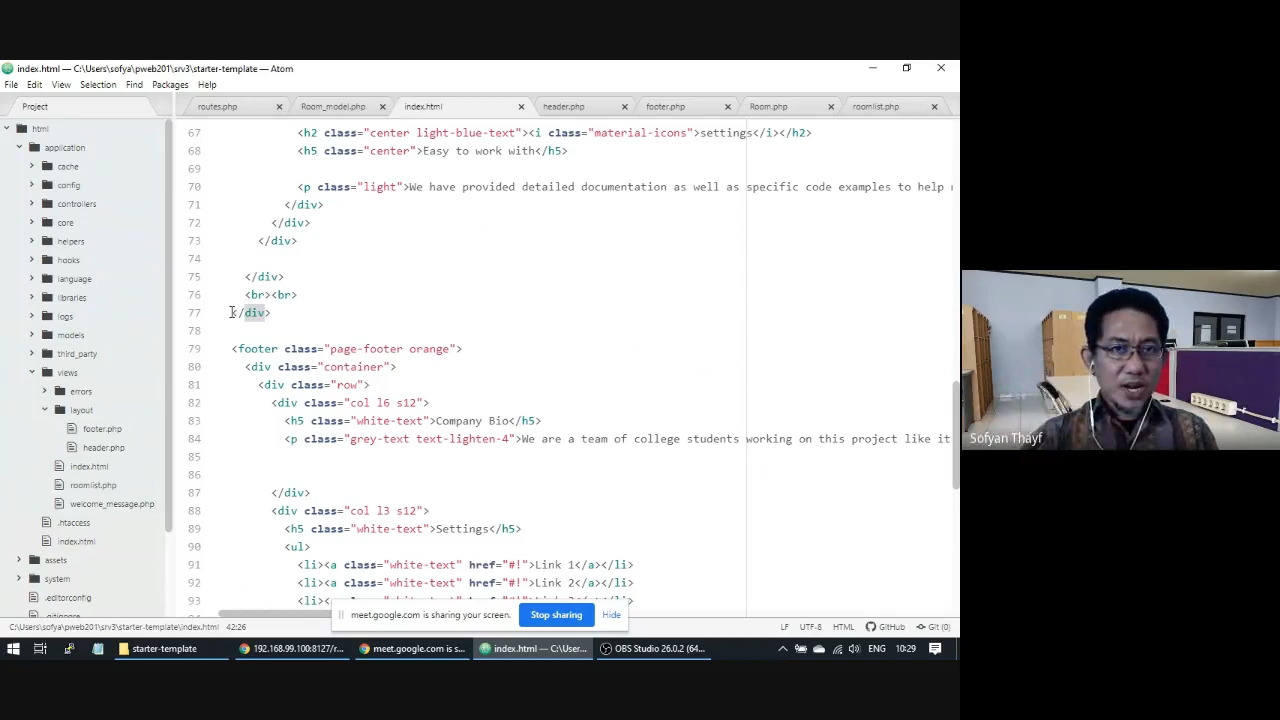 index.html — C:\Users\sofya\pweb201\srv3\starter-template — Atom
File Edit View Selection Find Packages Help
Project
routes.php
Room_model.php
index.html
header.php
footer.php
Room.php
roomlist.php
html
application
cache
config
controllers
core
helpers
hooks
language
libraries
logs
models
third_party
views
errors
layout
footer.php
header.php
index.html
roomlist.php
welcome_message.php
.htaccess
index.html
assets
system
.editorconfig
.gitignore
67 <h2 class="center light-blue-text"><i class="material-icons">settings</i></h2>
68 <h5 class="center">Easy to work with</h5>
69
70 <p class="light">We have provided detailed documentation as well as specific code examples to help
71 </div>
72 </div>
73 </div>
74
75 </div>
76 <br><br>
77 </div>
78
79 <footer class="page-footer orange">
80 <div class="container">
81 <div class="row">
82 <div class="col l6 s12">
83 <h5 class="white-text">Company Bio</h5>
84 <p class="grey-text text-lighten-4">We are a team of college students working on this project like it
85
86
87 </div>
88 <div class="col l3 s12">
89 <h5 class="white-text">Settings</h5>
90 <ul>
91 <li><a class="white-text" href="#!">Link 1</a></li>
92 <li><a class="white-text" href="#!">Link 2</a></li>
93 <li>
meet.google.com is sharing your screen. Stop sharing Hide
C:\Users\sofya\pweb201\srv3\starter-template\index.html 42:26
LF UTF-8 HTML GitHub Git (0)
starter-template
192.168.99.100:8127/r...
meet.google.com is s...
index.html — C:\Use...
OBS Studio 26.0.2 (64...
ENG 10:29
Sofyan Thayf